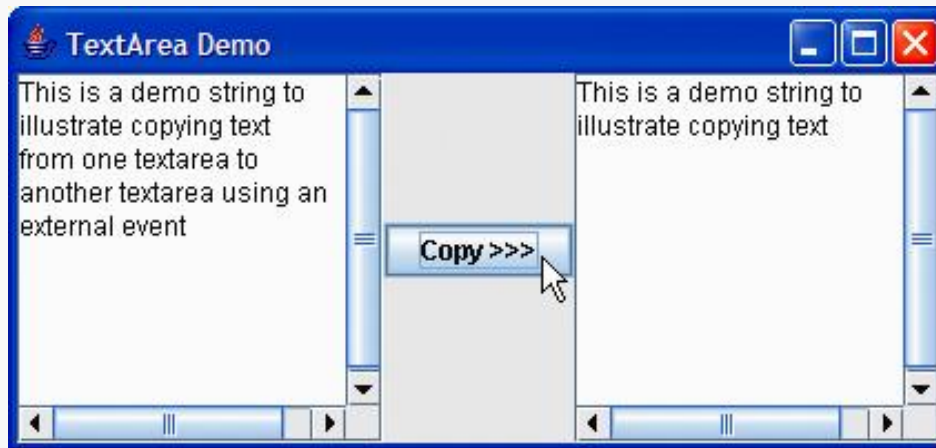 TextArea Demo
This is a demo string to
illustrate copying text
from one textarea to
another textarea using an
external event
Copy >>>
This is a demo string to
illustrate copying text